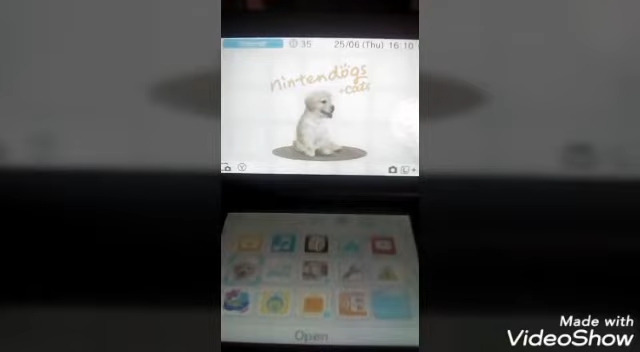 35 25/06 (Thu) 16:10
nintendogs
+cats
Open
Made with
VideoShow